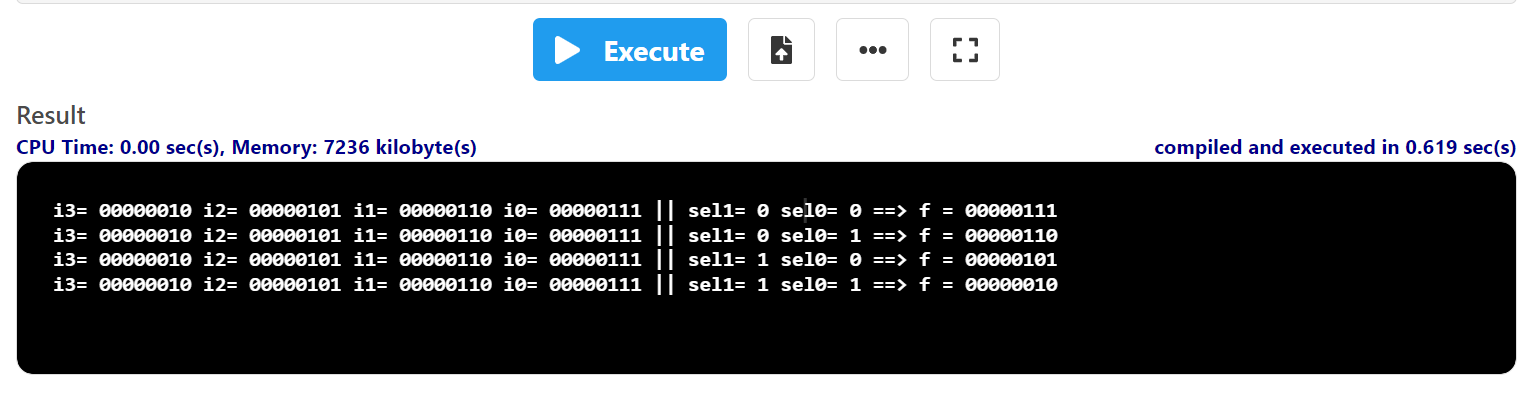 Execute
Result
CPU Time: 0.00 sec(s), Memory: 7236 kilobyte(s)
compiled and executed in 0.619 sec(s)
i3= 00000010 i2= 00000101 i1= 00000110 i0= 00000111 || sel1= 0 sel0= 0 ==> f = 00000111
i3= 00000010 i2= 00000101 i1= 00000110 i0= 00000111 || sel1= 0 sel0= 1 ==> f = 00000110
i3= 00000010 i2= 00000101 i1= 00000110 i0= 00000111 || sel1= 1 sel0= 0 ==> f = 00000101
i3= 00000010 i2= 00000101 i1= 00000110 i0= 00000111 || sel1= 1 sel0= 1 ==> f = 00000010